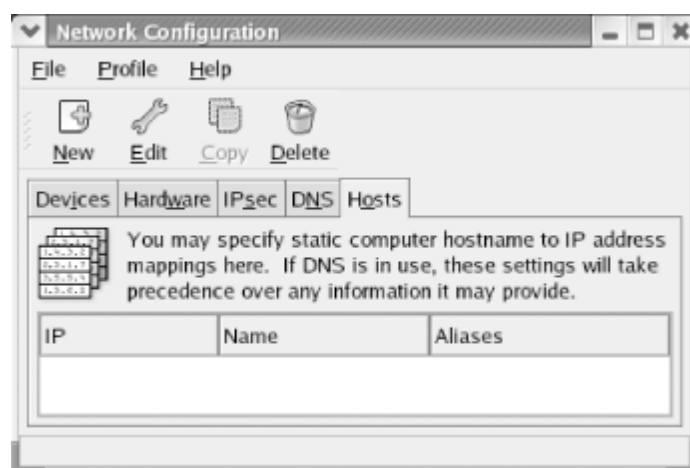 Network Configuration
File Profile Help
New Edit Copy Delete
Devices Hardware IPsec DNS Hosts
You may specify static computer hostname to IP address
mappings here. If DNS is in use, these settings will take
precedence over any information it may provide.
IP Name Aliases